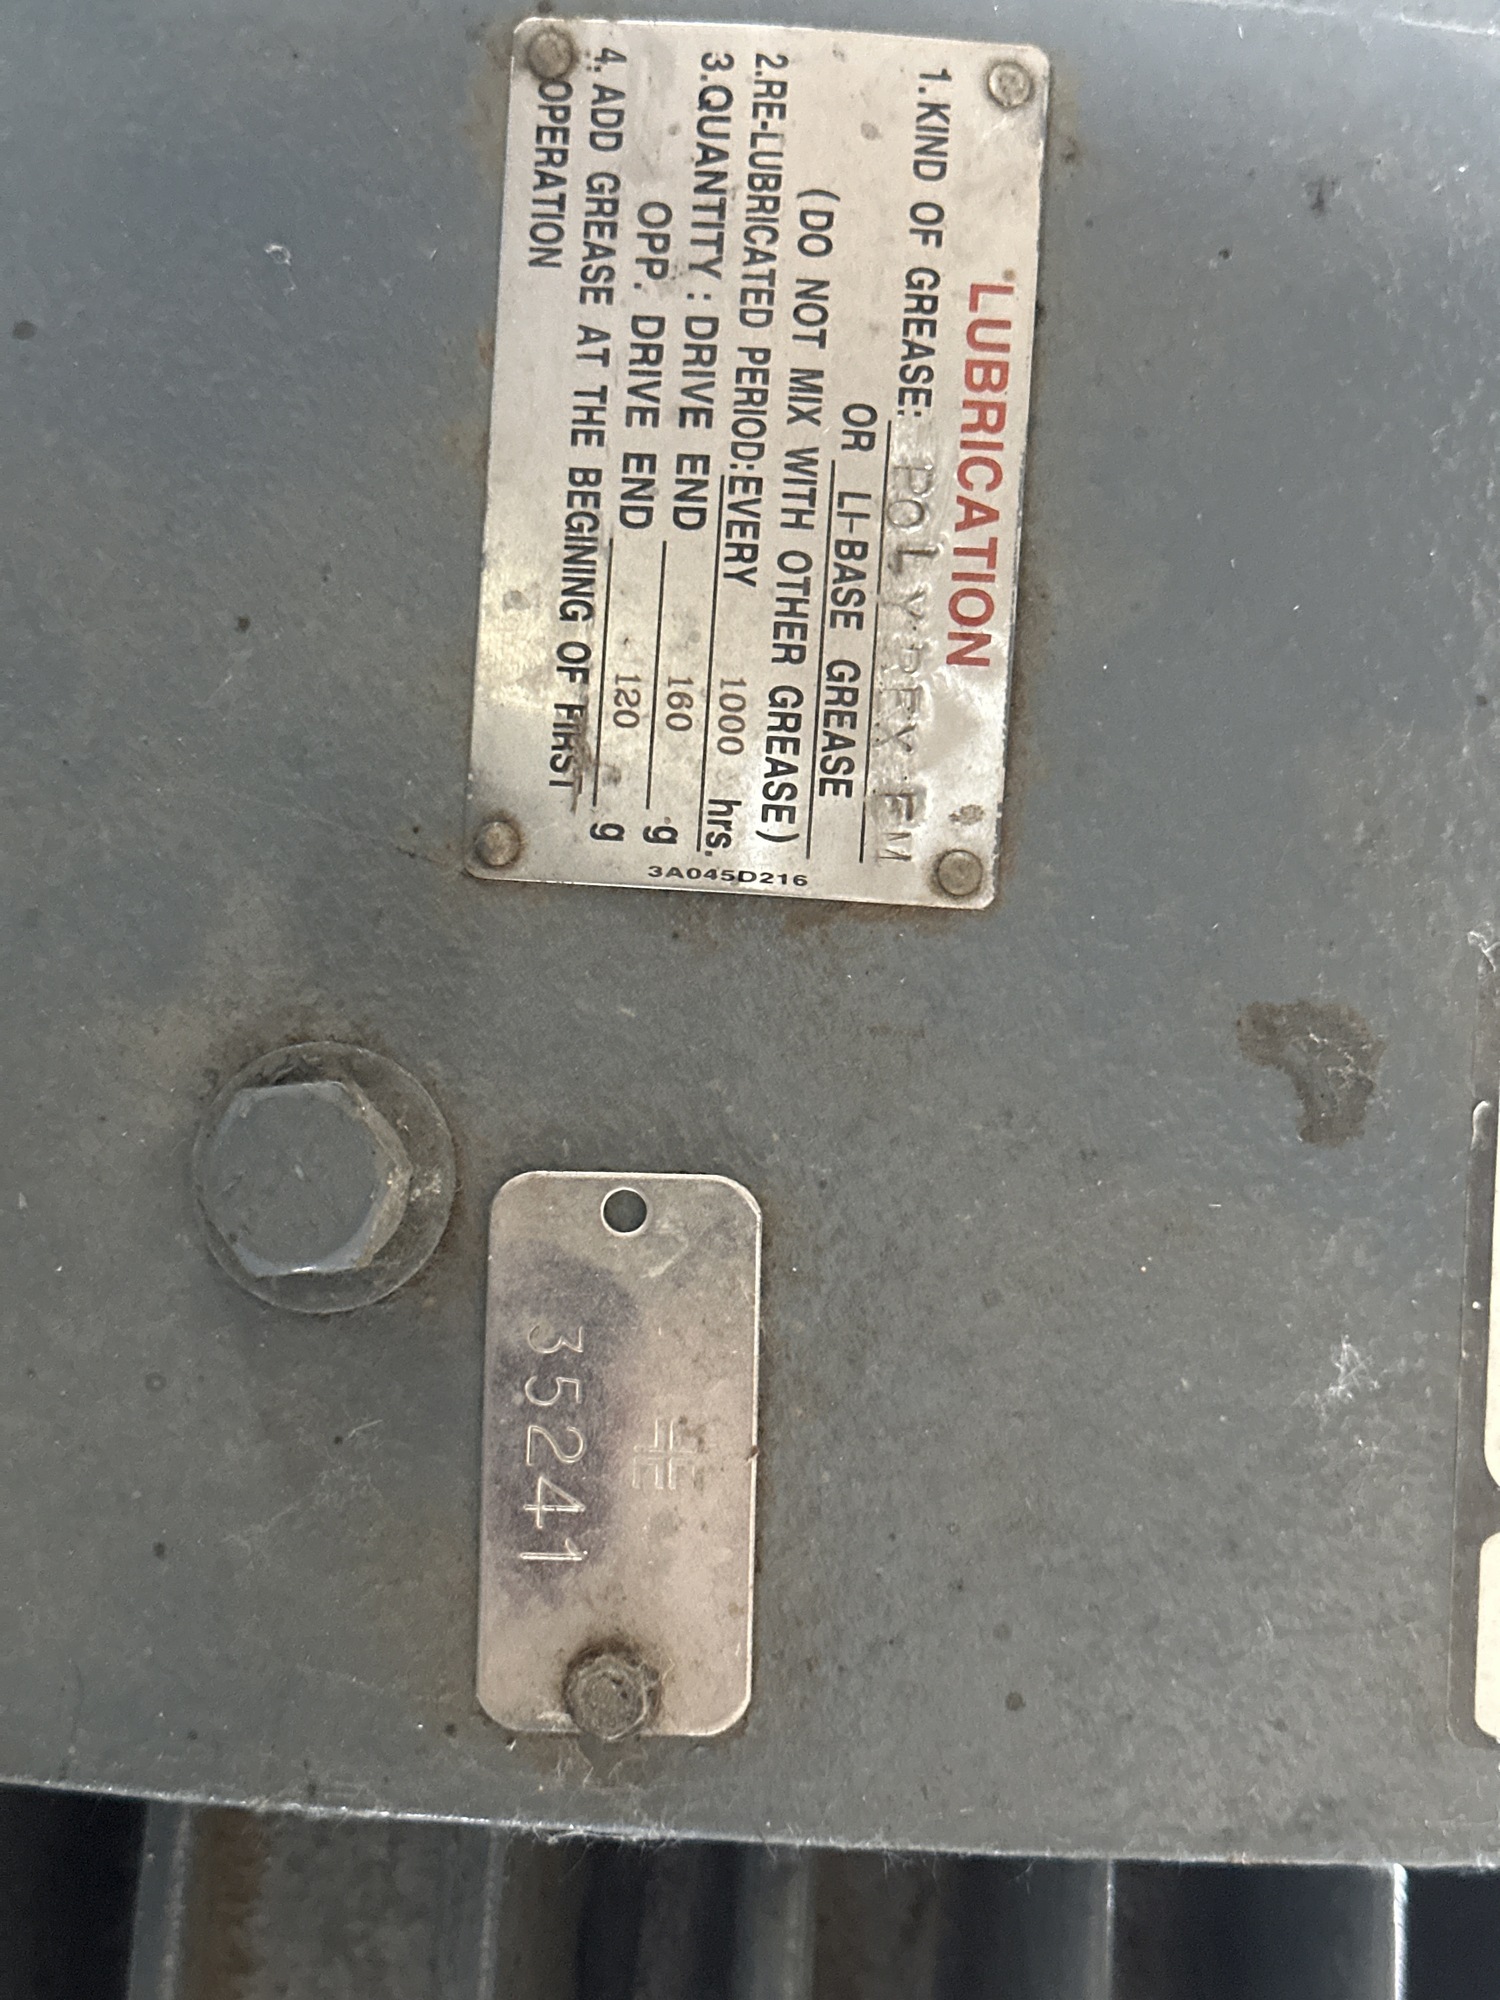 LUBRICATION
1.KIND OF GREASE: POLYREX EM
OR LI-BASE GREASE
(DO NOT MIX WITH OTHER GREASE)
2.RE-LUBRICATED PERIOD:EVERY 1000 hrs.
3.QUANTITY : DRIVE END 160 g
OPP. DRIVE END 120 g
4. ADD GREASE AT THE BEGINING OF FIRST
OPERATION
3A045D216
35241